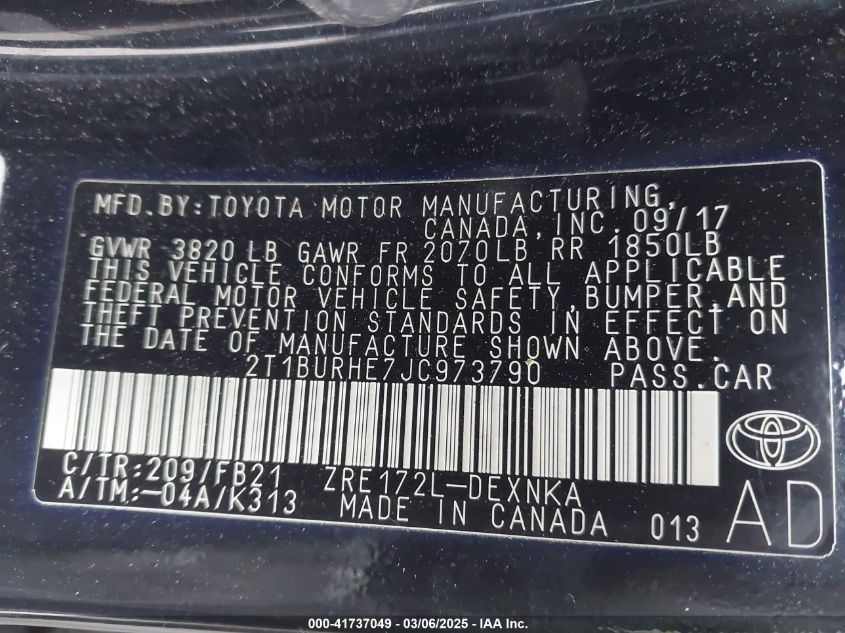 MFD.BY:TOYOTA MOTOR MANUFACTURING,
CANADA,INC. 09/17
GVWR 3820 LB GAWR FR 2070LB RR 1850LB
THIS VEHICLE CONFORMS TO ALL APPLICABLE
FEDERAL MOTOR VEHICLE SAFETY,BUMPER,AND
THEFT PREVENTION STANDARDS IN EFFECT ON
THE DATE OF MANUFACTURE SHOWN ABOVE.
2T1BURHE7JC973790 PASS.CAR
C/TR:209/FB21 ZRE172L-DEXNKA
A/TM:-04A/K313 MADE IN CANADA 013 AD
000-41737049 / 03/06/2025 - IAA Inc.